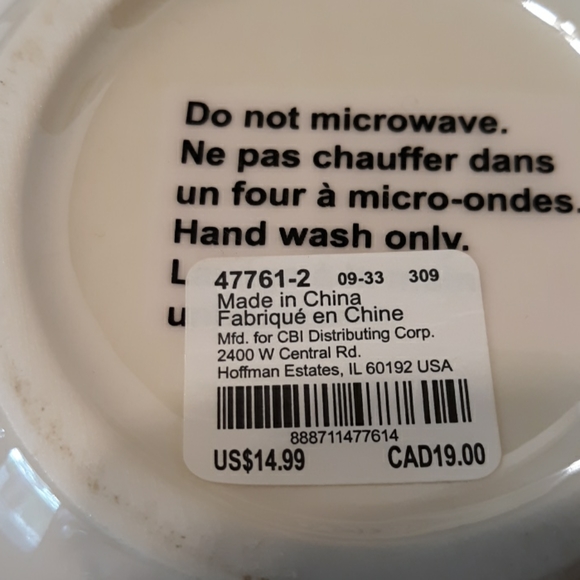 Do not microwave.
Ne pas chauffer dans
un four à micro-ondes.
Hand wash only.
47761-2 09-33 309
Made in China
Fabriqué en Chine
Mfd. for CBI Distributing Corp.
2400 W Central Rd.
Hoffman Estates, IL 60192 USA
888711477614
US$14.99 CAD19.00